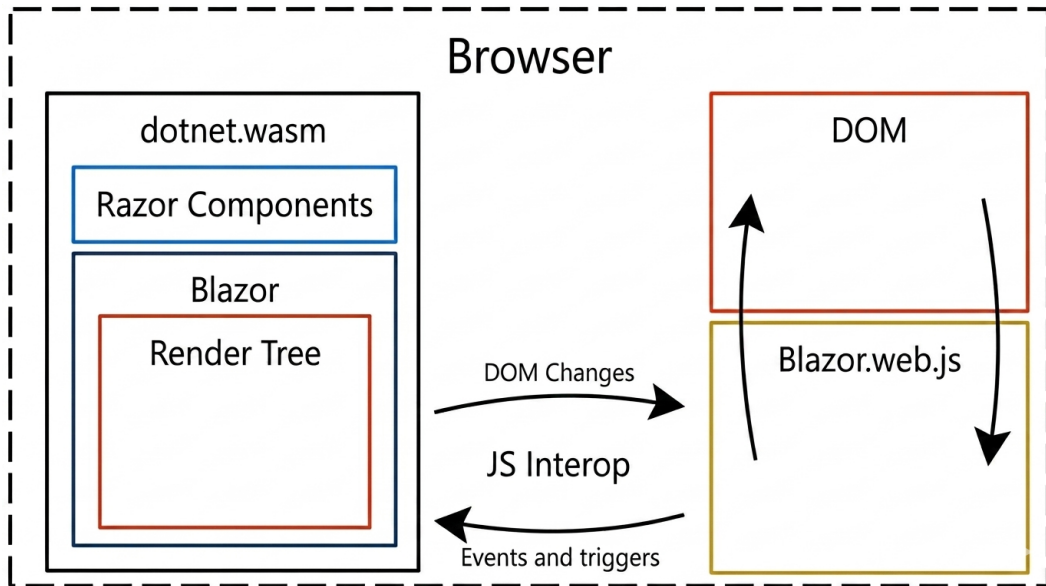 Browser
dotnet.wasm
Razor Components
Blazor
Render Tree
DOM Changes
JS Interop
Events and triggers
DOM
Blazor.web.js